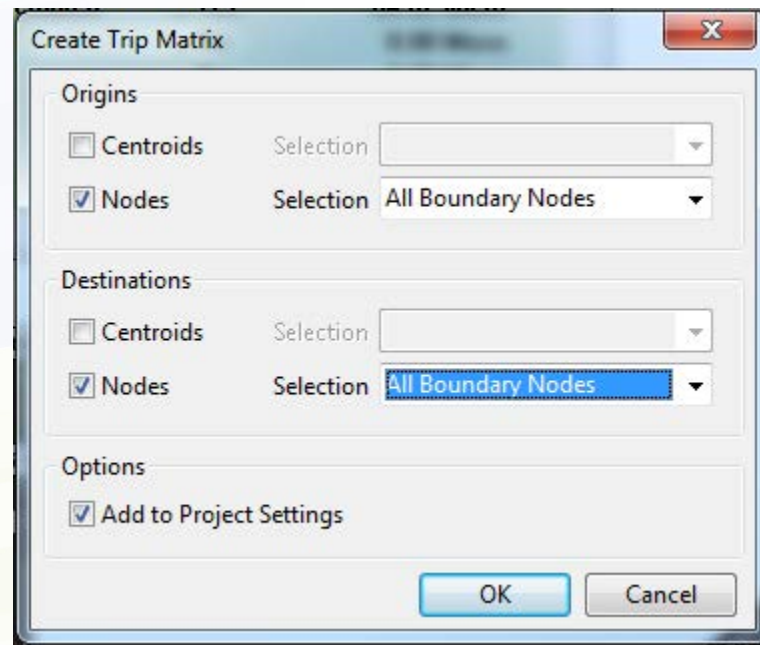 Create Trip Matrix
Origins
Centroids Selection
Nodes Selection All Boundary Nodes
Destinations
Centroids Selection
Nodes Selection All Boundary Nodes
Options
Add to Project Settings
OK Cancel